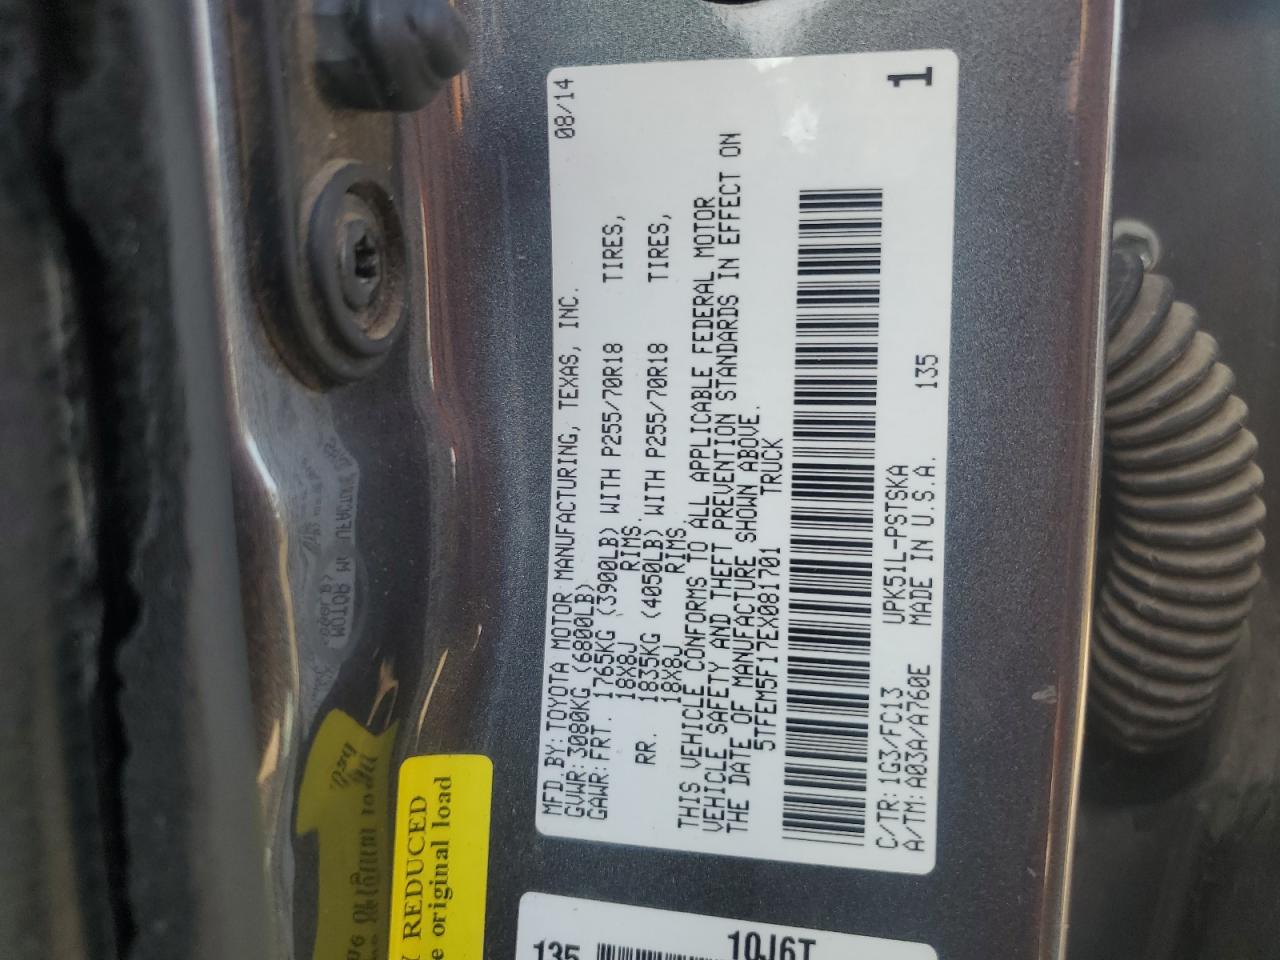 MFD BY: TOYOTA MOTOR MANUFACTURING, TEXAS, INC. 08/14
GVWR: 3080KG (6800LB)
GAWR: FRT. 1765KG (3900LB) WITH P255/70R18 TIRES,
18X8J RIMS.
RR. 1835KG (4050LB) WITH P255/70R18 TIRES,
18X8J RIMS,
THIS VEHICLE CONFORMS TO ALL APPLICABLE FEDERAL MOTOR
VEHICLE SAFETY AND THEFT PREVENTION STANDARDS IN EFFECT ON
THE DATE OF MANUFACTURE SHOWN ABOVE.
5TFEM5F17EX081701 TRUCK
C/TR: 1G3/FC13 UPK51L-PSTSKA
A/TM: A03A/A760E MADE IN U.S.A. 135
1
REDUCED
original load
135 10J6T